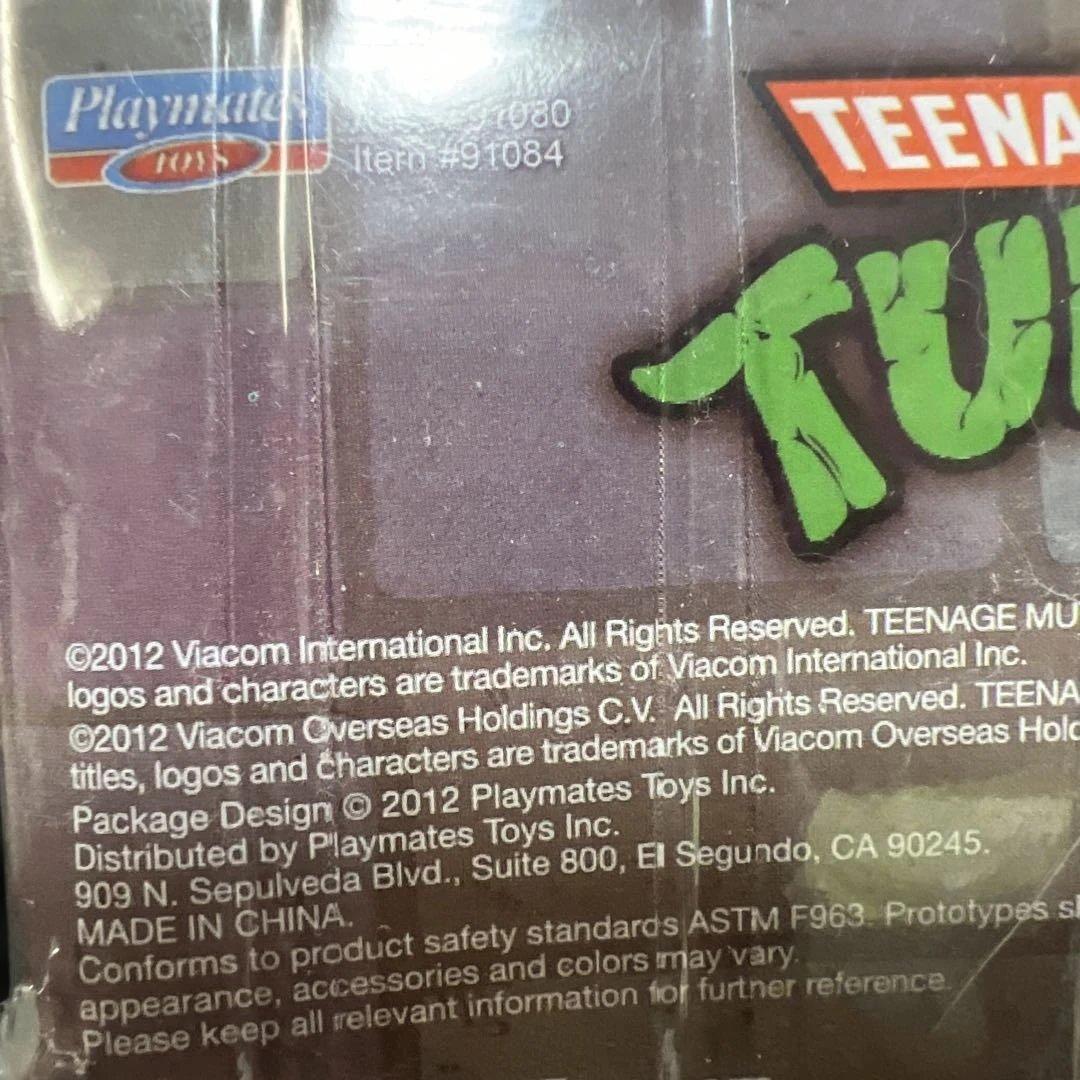 Playmates
TOYS
1080
Item #91084
TEENA
TU
©2012 Viacom International Inc. All Rights Reserved. TEENAGE MU
logos and characters are trademarks of Viacom International Inc.
©2012 Viacom Overseas Holdings C.V. All Rights Reserved. TEENA
titles, logos and characters are trademarks of Viacom Overseas Hold
Package Design © 2012 Playmates Toys Inc.
Distributed by Playmates Toys Inc.
909 N. Sepulveda Blvd., Suite 800, El Segundo, CA 90245.
MADE IN CHINA.
Conforms to product safety standards ASTM F963. Prototypes s
appearance, accessories and colors may vary.
Please keep all relevant information for further reference.